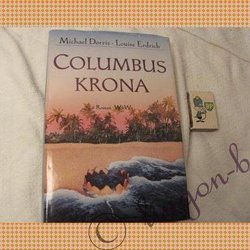 Michael Dorris · Louise Erdrich
COLUMBUS
KRONA
Roman
W&W